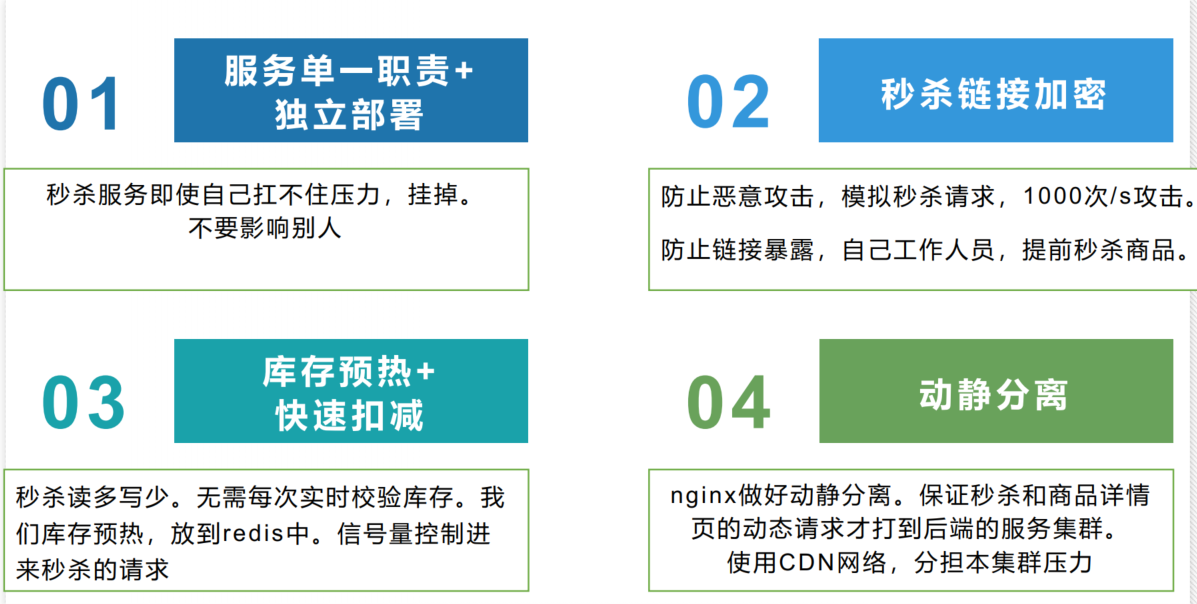 01
服务单一职责+
独立部署
秒杀服务即使自己扛不住压力，挂掉。
不要影响别人
02
秒杀链接加密
防止恶意攻击，模拟秒杀请求，1000次/s攻击。
防止链接暴露，自己工作人员，提前秒杀商品。
03
库存预热+
快速扣减
秒杀读多写少。无需每次实时校验库存。我
们库存预热，放到redis中。信号量控制进
来秒杀的请求
04
动静分离
nginx做好动静分离。保证秒杀和商品详情
页的动态请求才打到后端的服务集群。
使用CDN网络，分担本集群压力